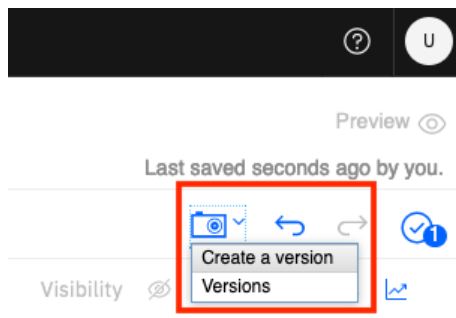 U
Preview
Last saved seconds ago by you.
1
Create a version
Visibility
Versions